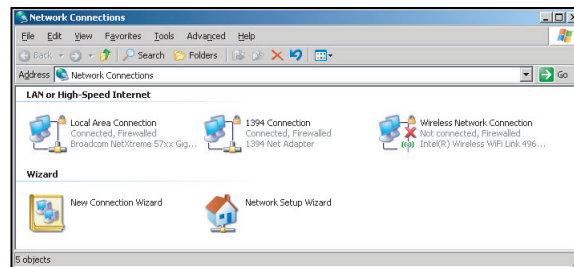 Network Connections
File Edit View Favorites Tools Advanced Help
Back Search Folders
Address Network Connections Go
LAN or High-Speed Internet
Local Area Connection
Connected, Firewalled
Broadcom NetXtreme 57xx Gig...
1394 Connection
Connected, Firewalled
1394 Net Adapter
Wireless Network Connection
Not connected, Firewalled
Intel(R) Wireless WiFi Link 496...
Wizard
New Connection Wizard
Network Setup Wizard
5 objects